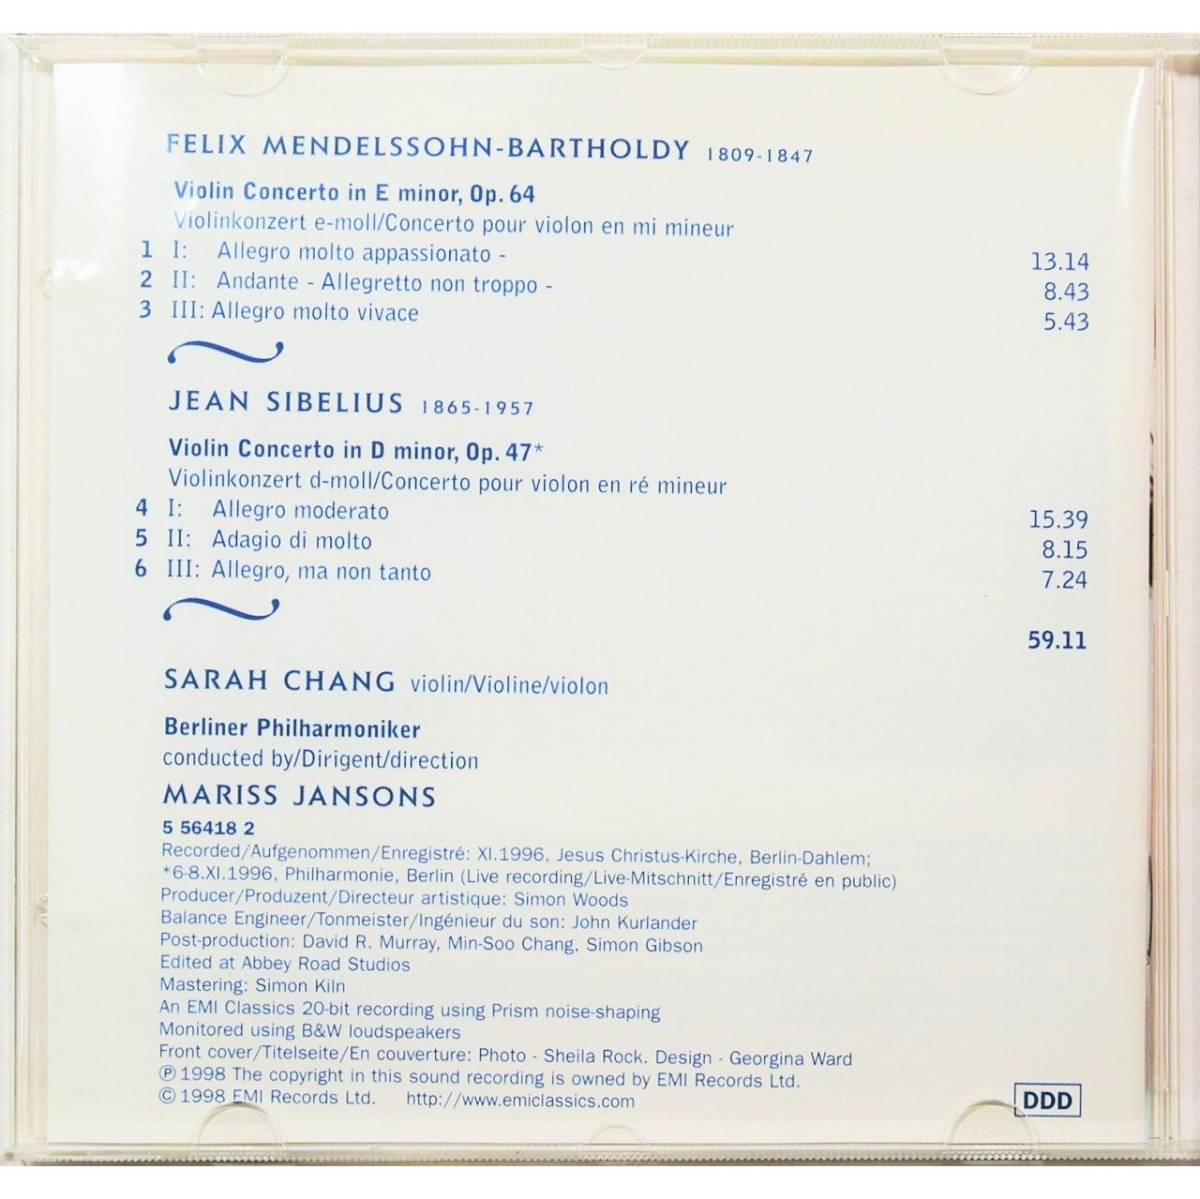 FELIX MENDELSSOHN-BARTHOLDY 1809-1847
Violin Concerto in E minor, Op. 64
Violinkonzert e-moll/Concerto pour violon en mi mineur
1 I: Allegro molto appassionato - 13.14
2 II: Andante - Allegretto non troppo - 8.43
3 III: Allegro molto vivace 5.43
JEAN SIBELIUS 1865-1957
Violin Concerto in D minor, Op. 47*
Violinkonzert d-moll/Concerto pour violon en ré mineur
4 I: Allegro moderato 15.39
5 II: Adagio di molto 8.15
6 III: Allegro, ma non tanto 7.24
59.11
SARAH CHANG violin/Violine/violon
Berliner Philharmoniker
conducted by/Dirigent/direction
MARISS JANSONS
5 56418 2
Recorded/Aufgenommen/Enregistré: XI.1996, Jesus Christus-Kirche, Berlin-Dahlem;
*6-8.XI.1996, Philharmonie, Berlin (Live recording/Live-Mitschnitt/Enregistré en public)
Producer/Produzent/Directeur artistique: Simon Woods
Balance Engineer/Tonmeister/Ingénieur du son: John Kurlander
Post-production: David R. Murray, Min-Soo Chang, Simon Gibson
Edited at Abbey Road Studios
Mastering: Simon Kiln
An EMI Classics 20-bit recording using Prism noise-shaping
Monitored using B&W loudspeakers
Front cover/Titelseite/En couverture: Photo - Sheila Rock. Design - Georgina Ward
℗ 1998 The copyright in this sound recording is owned by EMI Records Ltd.
© 1998 EMI Records Ltd. http://www.emiclassics.com
DDD